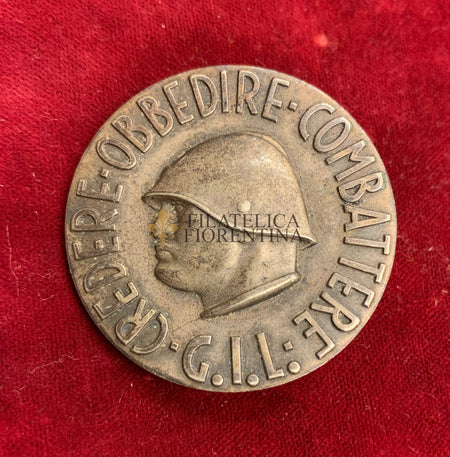 CREDERE·OBBEDIRE·COMBATTERE·
G.I.L.
FILATELICA
FIORENTINA